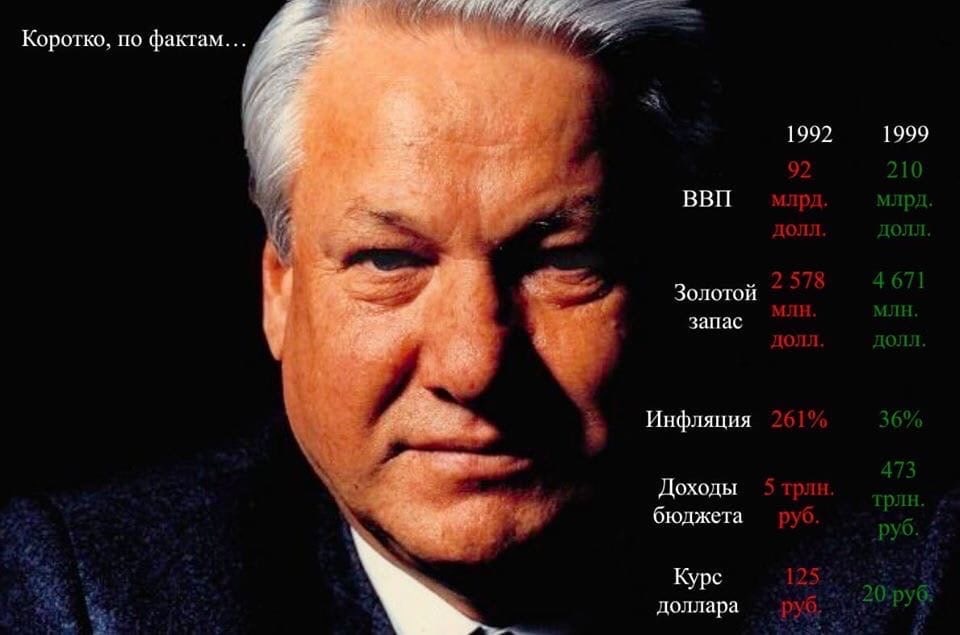 Коротко, по фактам…
1992 1999
ВВП
92
млрд.
долл.
210
млрд.
долл.
Золотой
запас
2 578
млн.
долл.
4 671
млн.
долл.
Инфляция 261% 36%
Доходы
бюджета
5 трлн.
руб.
473
трлн.
руб.
Курс
доллара
125
руб.
20 руб.